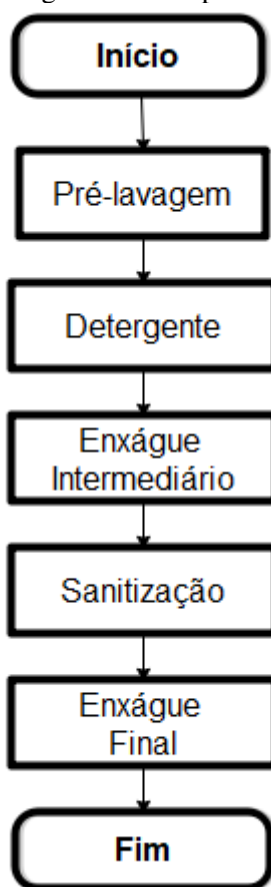 Início
Pré-lavagem
Detergente
Enxágue
Intermediário
Sanitização
Enxágue
Final
Fim